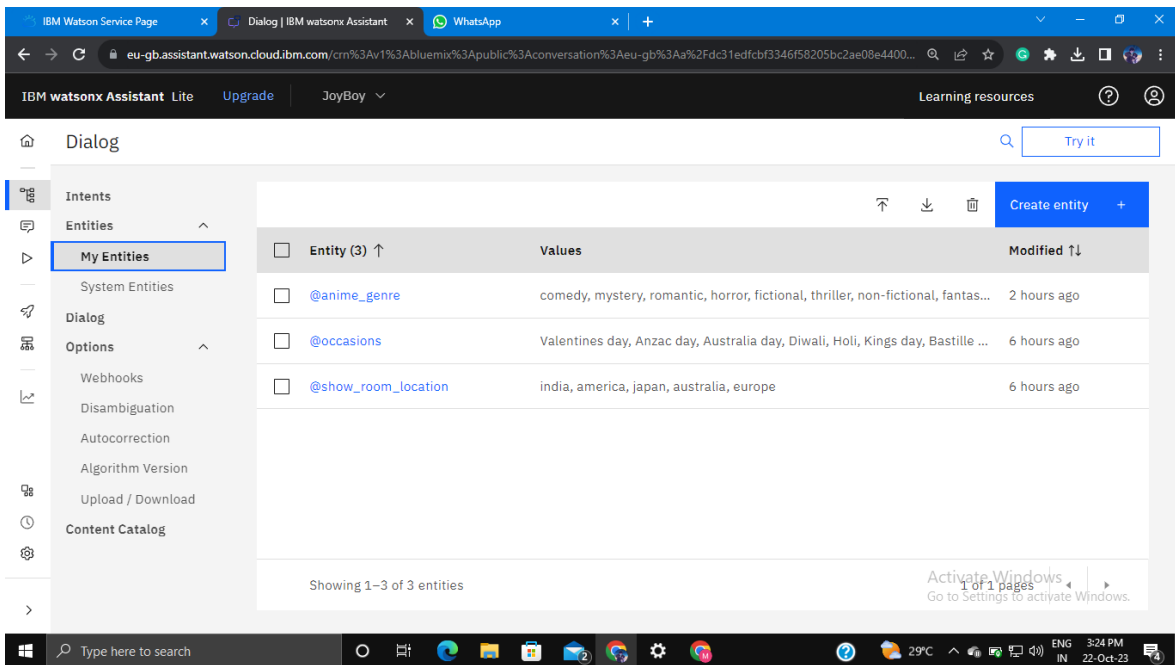 IBM Watson Service Page
Dialog | IBM watsonx Assistant
WhatsApp
eu-gb.assistant.watson.cloud.ibm.com/crn%3Av1%3Abluemix%3Apublic%3Aconversation%3Aeu-gb%3Aa%2Fdc31edfcbf3346f58205bc2ae08e4400...
IBM watsonx Assistant Lite Upgrade JoyBoy Learning resources
Dialog Try it
Intents
Entities
My Entities
System Entities
Dialog
Options
Webhooks
Disambiguation
Autocorrection
Algorithm Version
Upload / Download
Content Catalog
Create entity +
Entity (3) Values Modified
@anime_genre comedy, mystery, romantic, horror, fictional, thriller, non-fictional, fantas... 2 hours ago
@occasions Valentines day, Anzac day, Australia day, Diwali, Holi, Kings day, Bastille ... 6 hours ago
@show_room_location india, america, japan, australia, europe 6 hours ago
Showing 1–3 of 3 entities 1 of 1 pages
Activate Windows
Go to Settings to activate Windows.
Type here to search 29°C ENG 3:24 PM
IN 22-Oct-23